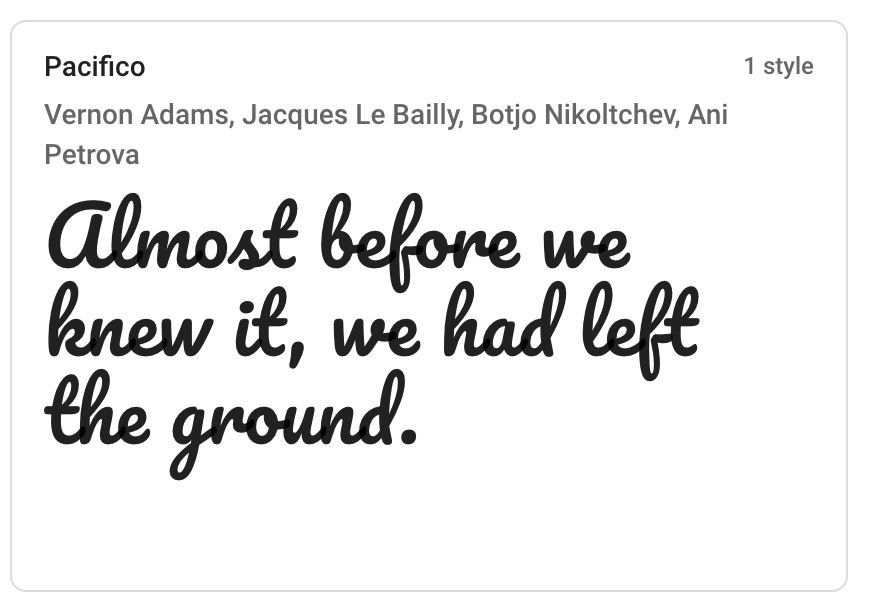 Pacifico
1 style
Vernon Adams, Jacques Le Bailly, Botjo Nikoltchev, Ani
Petrova
Almost before we
knew it, we had left
the ground.